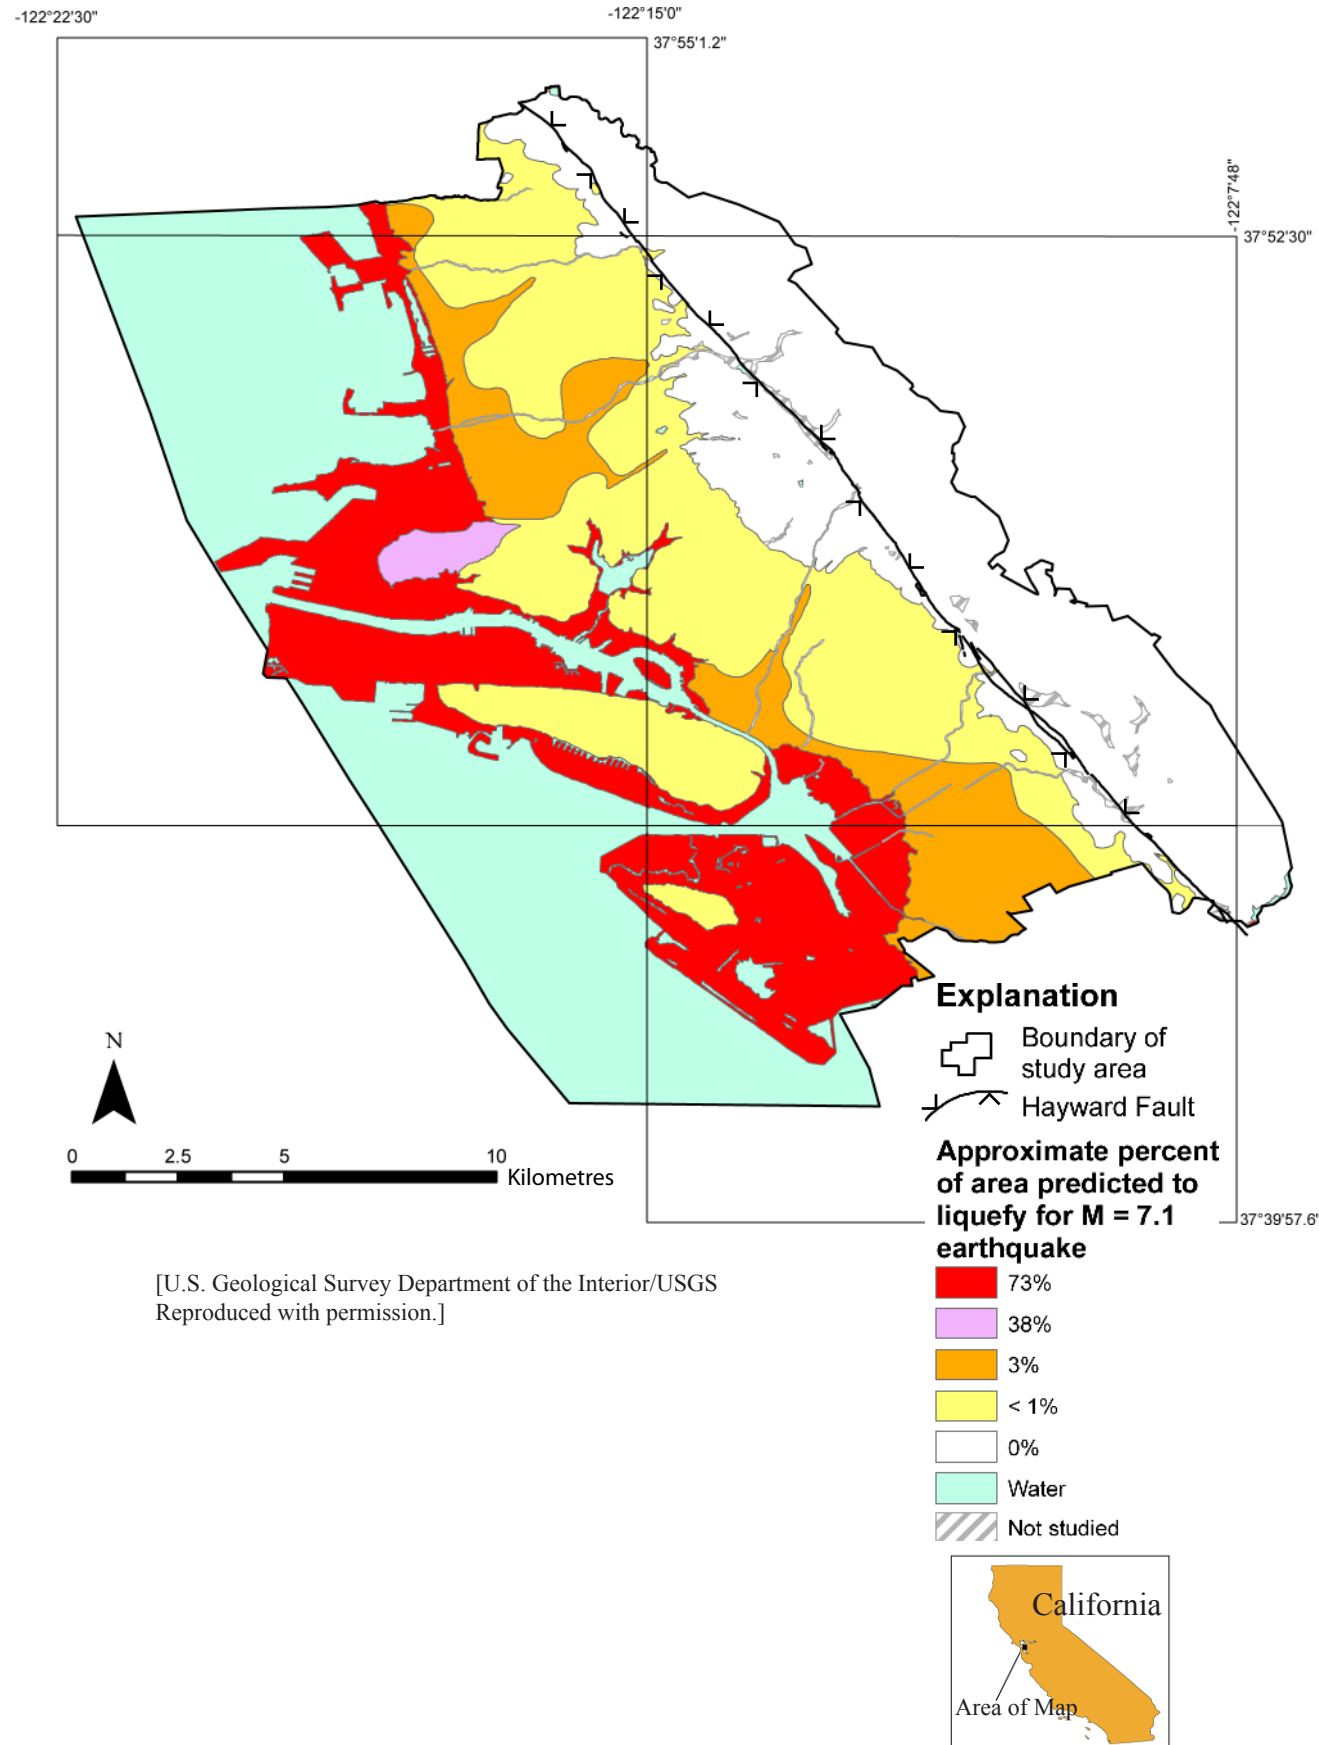 -122°22'30"
-122°15'0"
37°55'1.2"
-122°7'48"
37°52'30"
N
0 2.5 5 10
Kilometres
Explanation
Boundary of
study area
Hayward Fault
Approximate percent
of area predicted to
liquefy for M = 7.1
earthquake
37°39'57.6"
73%
38%
3%
< 1%
0%
Water
Not studied
[U.S. Geological Survey Department of the Interior/USGS
Reproduced with permission.]
California
Area of Map